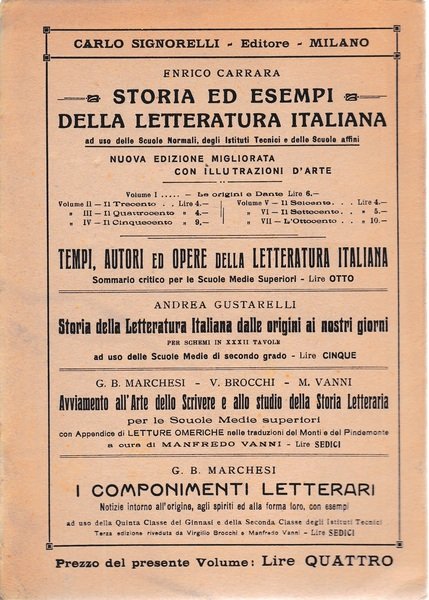 CARLO SIGNORELLI - Editore - MILANO
ENRICO CARRARA
STORIA ED ESEMPI
DELLA LETTERATURA ITALIANA
ad uso delle Scuole Normali, degli Istituti Tecnici e delle Scuole affini
NUOVA EDIZIONE MIGLIORATA
CON ILLUTRAZIONI D'ARTE
Volume I ..... - Le origini e Dante Lire 6.-
Volume II - Il Trecento . . Lire 4.-
" III - Il Quattrocento " 4.-
" IV - Il Cinquecento " 9.-
Volume V - Il Seicento. . . Lire 4.-
" VI - Il Settecento. . " 5.-
" VII - L'Ottocento . . " 10.-
TEMPI, AUTORI ED OPERE DELLA LETTERATURA ITALIANA
Sommario critico per le Scuole Medie Superiori - Lire OTTO
ANDREA GUSTARELLI
Storia della Letteratura Italiana dalle origini ai nostri giorni
PER SCHEMI IN XXXII TAVOLE
ad uso delle Scuole Medie di secondo grado - Lire CINQUE
G. B. MARCHESI - V. BROCCHI - M. VANNI
Avviamento all'Arte dello Scrivere e allo studio della Storia Letteraria
per le Scuole Medie superiori
con Appendice di LETTURE OMERICHE nelle traduzioni del Monti e del Pindemonte
a cura di MANFREDO VANNI - Lire SEDICI
G. B. MARCHESI
I COMPONIMENTI LETTERARI
Notizie intorno all'origine, agli spiriti ed alla forma loro, con esempi
ad uso della Quinta Classe dei Ginnasi e della Seconda Classe degli Istituti Tecnici
Terza edizione riveduta da Virgilio Brocchi e Manfredo Vanni - Lire SEDICI
Prezzo del presente Volume: Lire QUATTRO